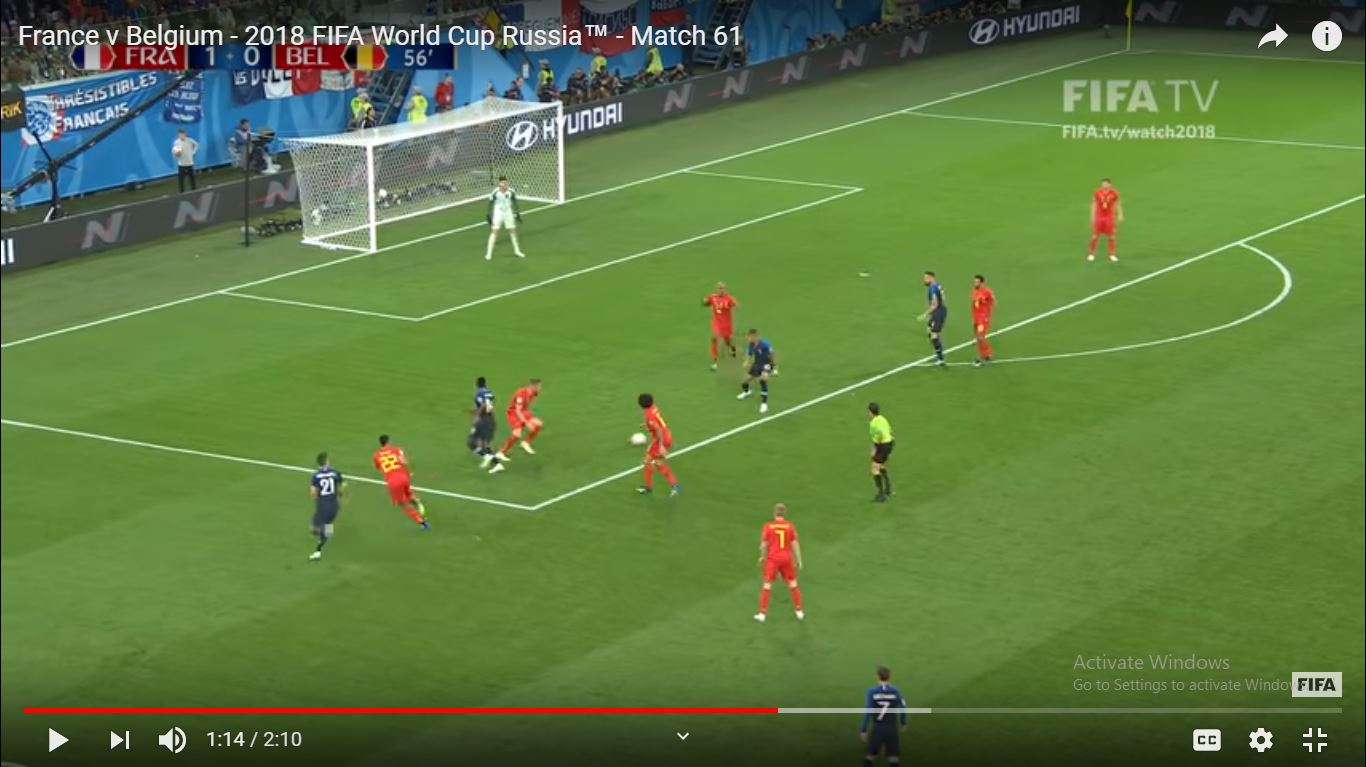 France v Belgium - 2018 FIFA World Cup Russia™ - Match 61
FRA 1 - 0 BEL 56'
HYUNDAI
IRRÉSISTIBLES
FRANÇAIS
HYUNDAI
FIFA TV
FIFA.tv/watch2018
N N N N N N
N N N
22
21
7
7
Activate Windows
Go to Settings to activate Windo
FIFA
1:14 / 2:10
CC